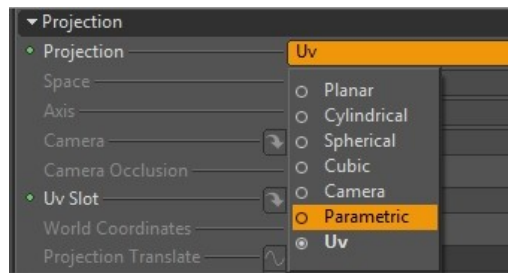 Projection
Projection Uv
Space
Planar
Axis
Cylindrical
Camera
Spherical
Camera Occlusion
Cubic
Camera
Uv Slot
Parametric
World Coordinates
Uv
Projection Translate